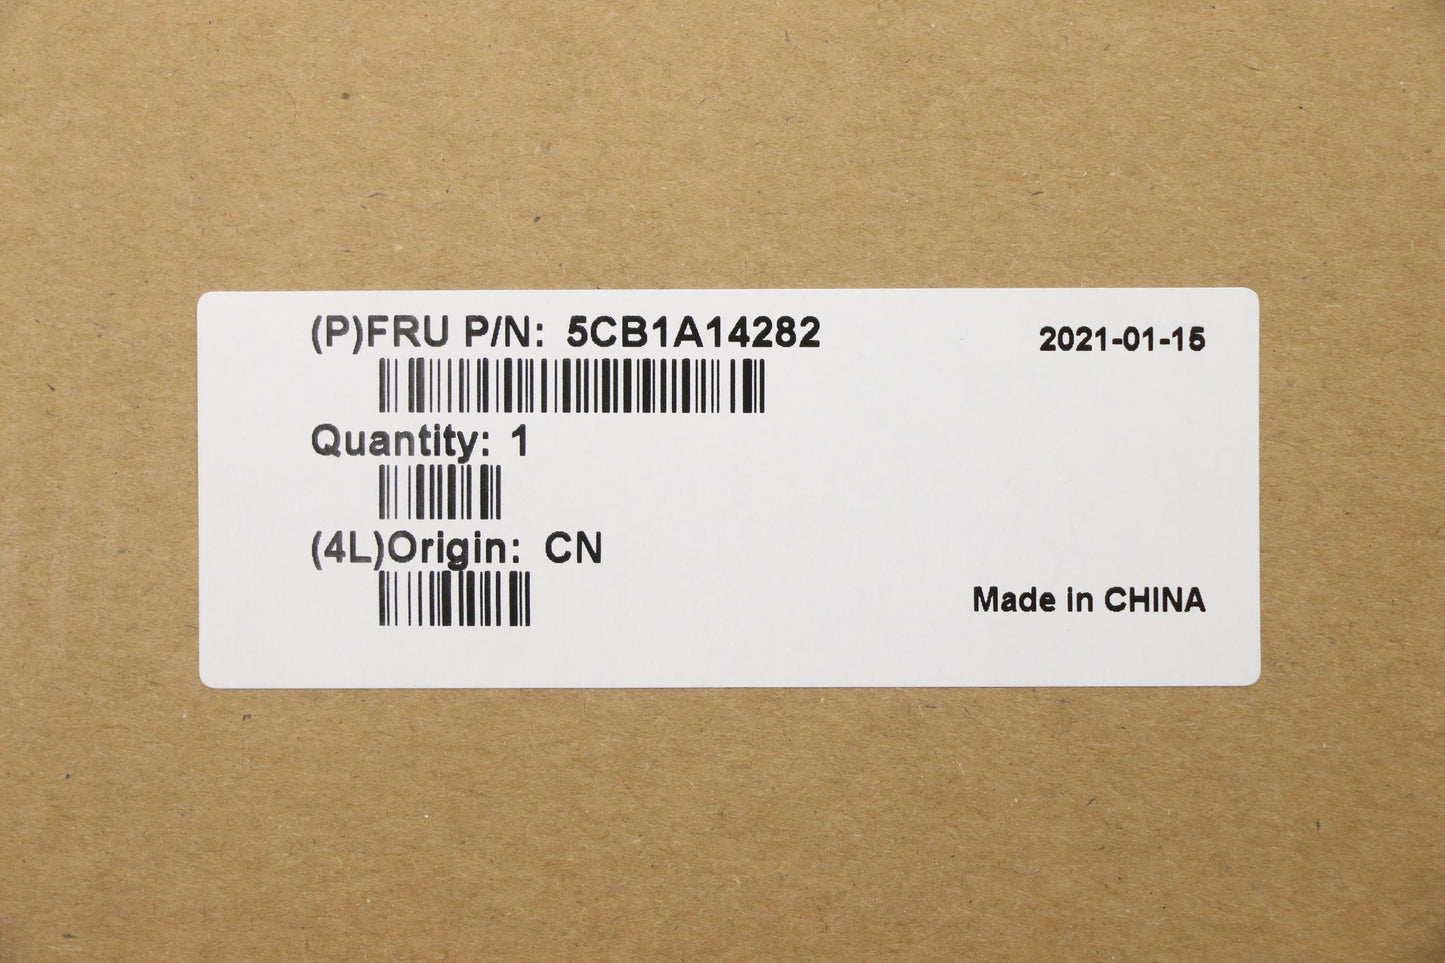 (P)FRU P/N: 5CB1A14282
2021-01-15
Quantity: 1
(4L)Origin: CN
Made in CHINA